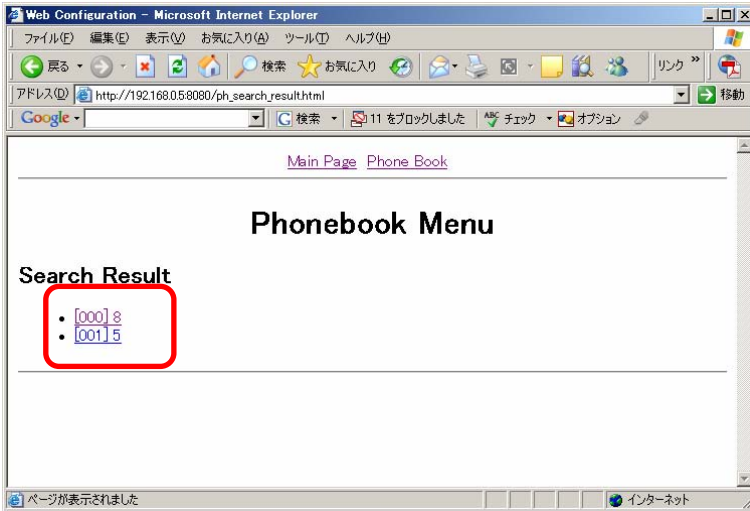 Web Configuration - Microsoft Internet Explorer
ファイル(F) 編集(E) 表示(V) お気に入り(A) ツール(T) ヘルプ(H)
戻る 検索 お気に入り リンク »
アドレス(D) http://192.168.0.5:8080/ph_search_result.html 移動
Google 検索 11 をブロックしました ABC チェック オプション
Main Page Phone Book
Phonebook Menu
Search Result
[000] 8
[001] 5
ページが表示されました インターネット